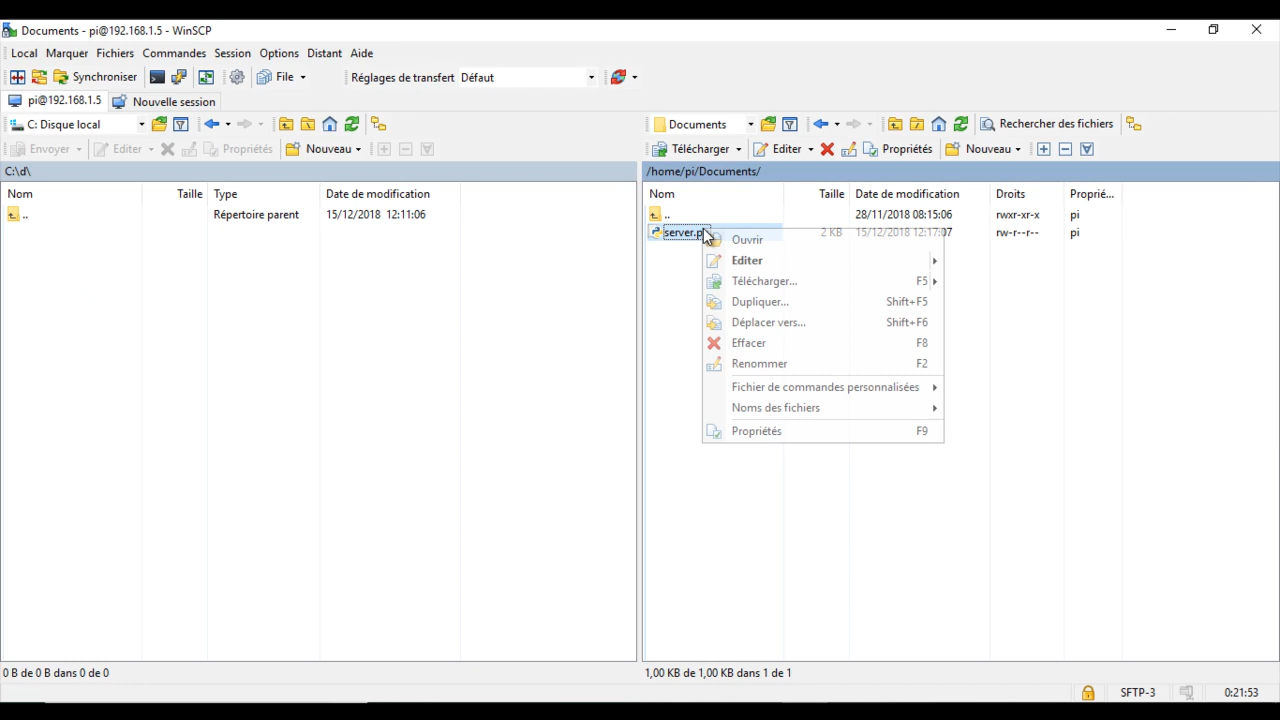 Documents - pi@192.168.1.5 - WinSCP
Local Marquer Fichiers Commandes Session Options Distant Aide
Synchroniser File Réglages de transfert Défaut
pi@192.168.1.5 Nouvelle session
C: Disque local Documents Rechercher des fichiers
Envoyer Editer Propriétés Nouveau Télécharger Editer Propriétés Nouveau
C:\d\ /home/pi/Documents/
Nom Taille Type Date de modification Nom Taille Date de modification Droits Proprié...
.. Répertoire parent 15/12/2018 12:11:06 .. 28/11/2018 08:15:06 rwxr-xr-x pi
server.p 2 KB 15/12/2018 12:17:07 rw-r--r-- pi
Ouvrir
Editer
Télécharger... F5
Dupliquer... Shift+F5
Déplacer vers... Shift+F6
Effacer F8
Renommer F2
Fichier de commandes personnalisées
Noms des fichiers
Propriétés F9
0 B de 0 B dans 0 de 0 1,00 KB de 1,00 KB dans 1 de 1
SFTP-3 0:21:53